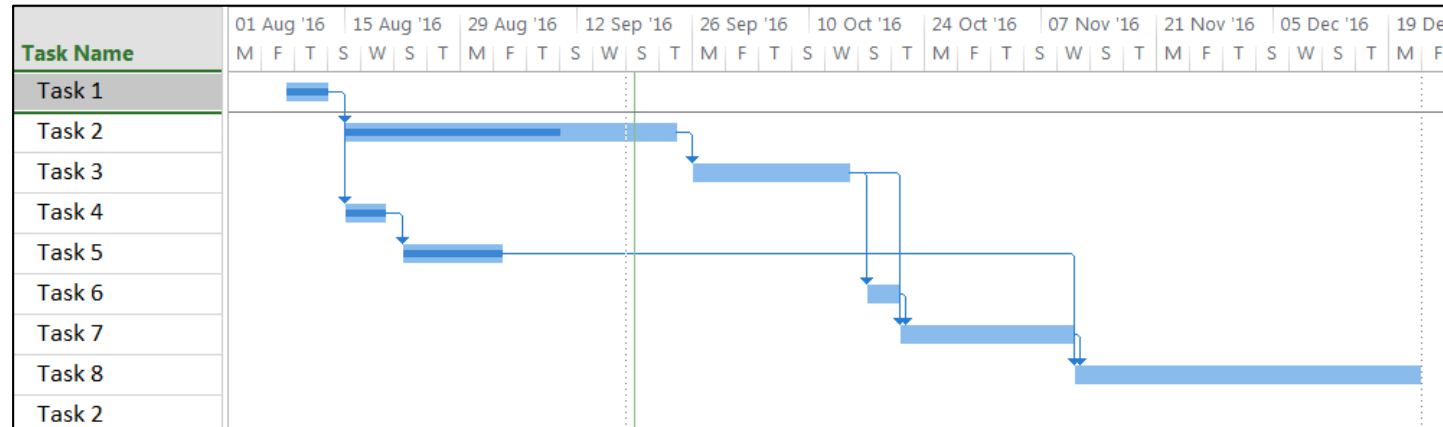 01 Aug '16 15 Aug '16 29 Aug '16 12 Sep '16 26 Sep '16 10 Oct '16 24 Oct '16 07 Nov '16 21 Nov '16 05 Dec '16 19 De
Task Name M F T S W S T M F T S W S T M F T S W S T M F T S W S T M F T S W S T M F
Task 1
Task 2
Task 3
Task 4
Task 5
Task 6
Task 7
Task 8
Task 2